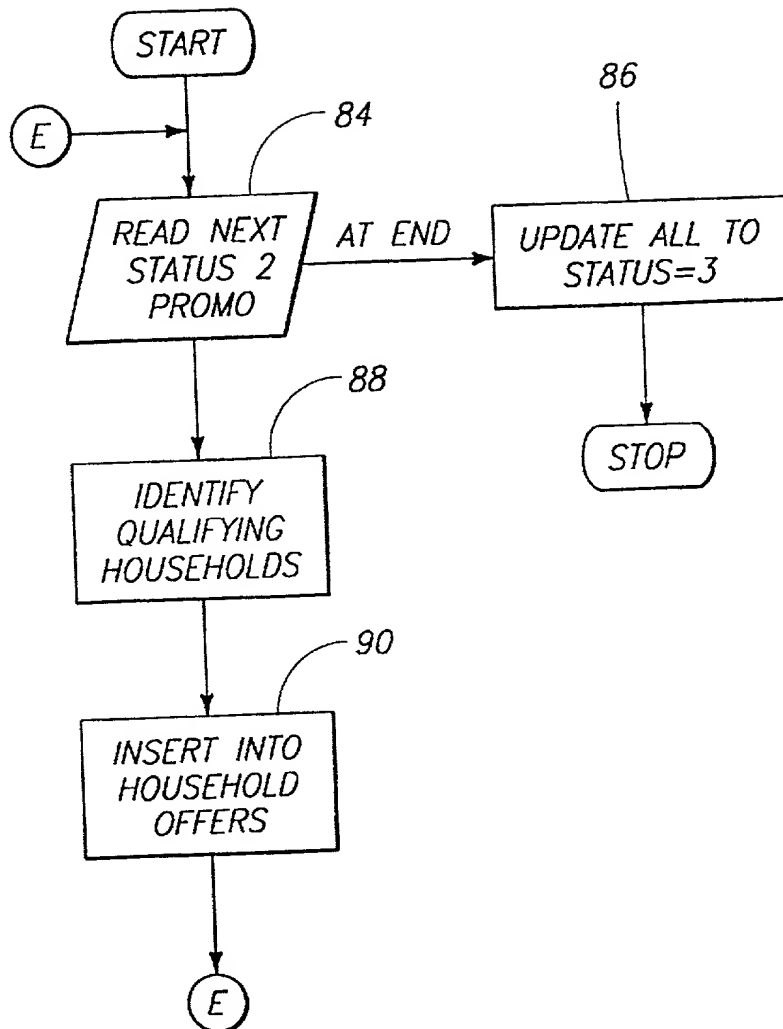 START
86
E
84
READ NEXT
STATUS 2
PROMO
AT END
UPDATE ALL TO
STATUS=3
88
STOP
IDENTIFY
QUALIFYING
HOUSEHOLDS
90
INSERT INTO
HOUSEHOLD
OFFERS
E